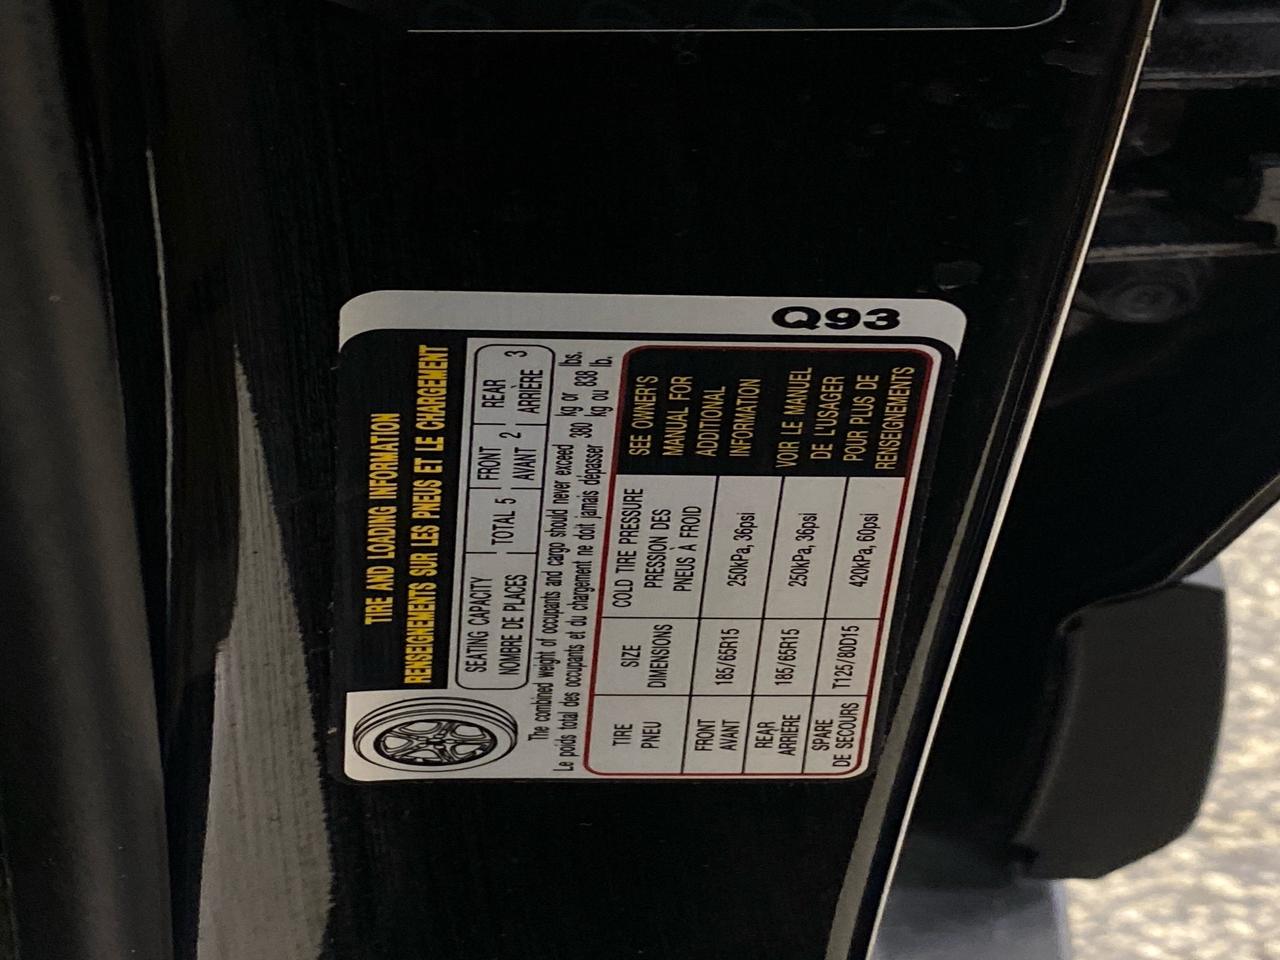 TIRE AND LOADING INFORMATION
RENSEIGNEMENTS SUR LES PNEUS ET LE CHARGEMENT
SEATING CAPACITY TOTAL 5 FRONT REAR
NOMBRE DE PLACES AVANT 2 ARRIÈRE 3
The combined weight of occupants and cargo should never exceed 380 kg or 838 lbs.
Le poids total des occupants et du chargement ne doit jamais dépasser kg ou lb.
TIRE SIZE COLD TIRE PRESSURE
PNEU DIMENSIONS PRESSION DES
PNEUS À FROID
FRONT 185/65R15 250kPa, 36psi
AVANT
REAR 185/65R15 250kPa, 36psi
ARRIÈRE
SPARE T125/80D15 420kPa, 60psi
DE SECOURS
SEE OWNER'S
MANUAL FOR
ADDITIONAL
INFORMATION
VOIR LE MANUEL
DE L'USAGER
POUR PLUS DE
RENSEIGNEMENTS
Q93